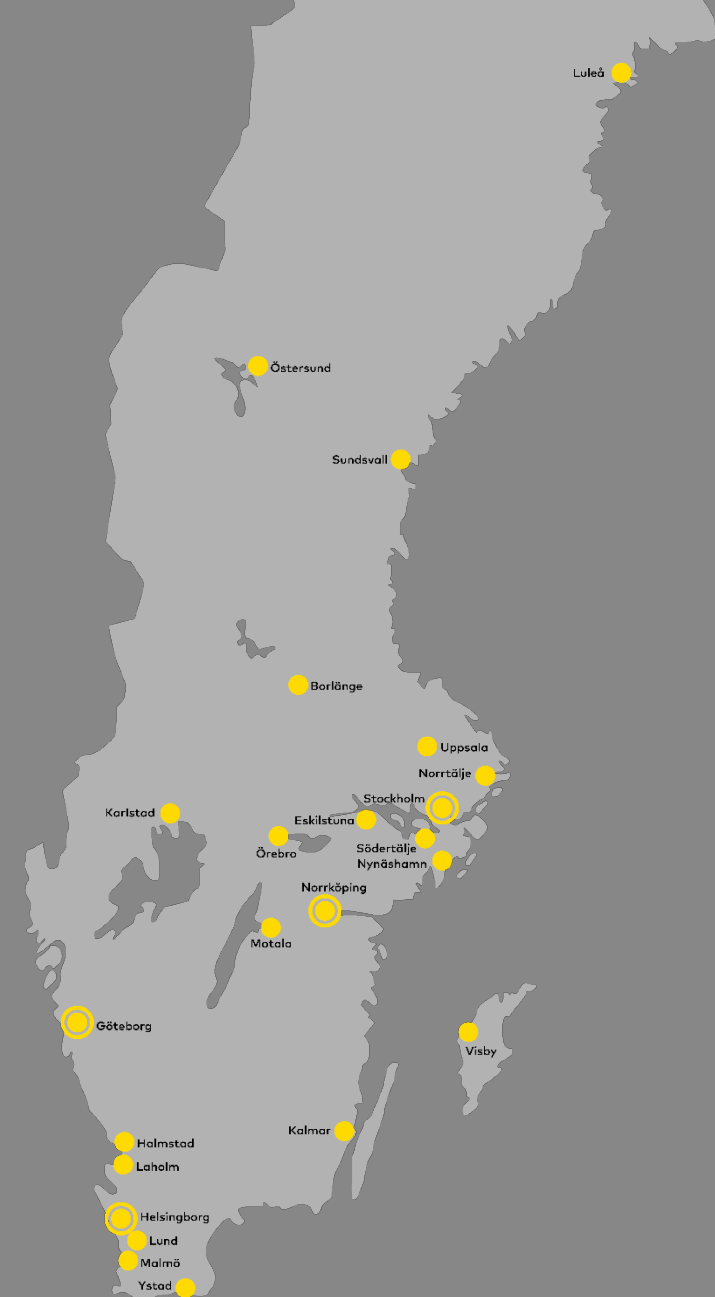 Luleå
Östersund
Sundsvall
Borlänge
Uppsala
Norrtälje
Stockholm
Karlstad
Eskilstuna
Örebro
Södertälje
Nynäshamn
Norrköping
Motala
Göteborg
Visby
Kalmar
Halmstad
Laholm
Helsingborg
Lund
Malmö
Ystad